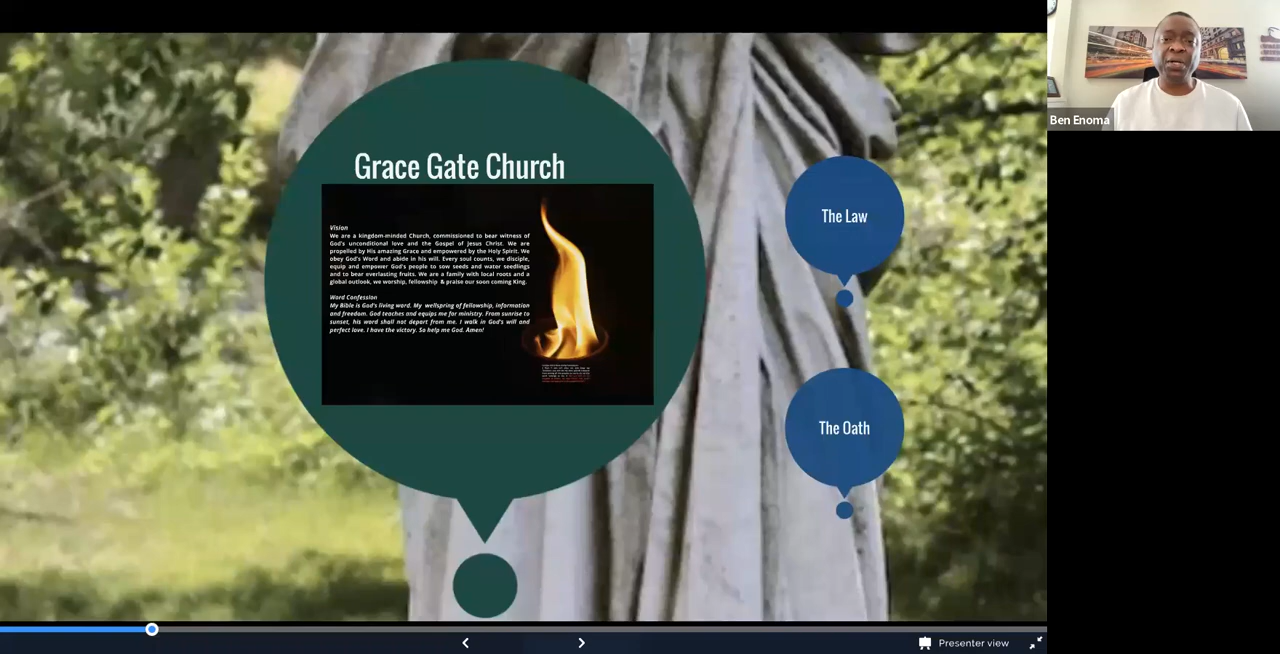 Ben Enoma
Grace Gate Church
Vision
We are a kingdom-minded Church, commissioned to bear witness of
God's unconditional love and the Gospel of Jesus Christ. We are
propelled by His amazing Grace and empowered by the Holy Spirit. We
obey God's Word and abide in his will. Every soul counts, we disciple,
equip and empower God's people to sow seeds and water seedlings
and to bear everlasting fruits. We are a family with local roots and a
global outlook, we worship, fellowship & praise our soon coming King.
Word Confession
My Bible is God's living word. My wellspring of fellowship, information
and freedom. God teaches and equips me for ministry. From sunrise to
sunset, his word shall not depart from me. I walk in God's will and
perfect love. I have the victory. So help me God. Amen!
The Law
The Oath
Presenter view